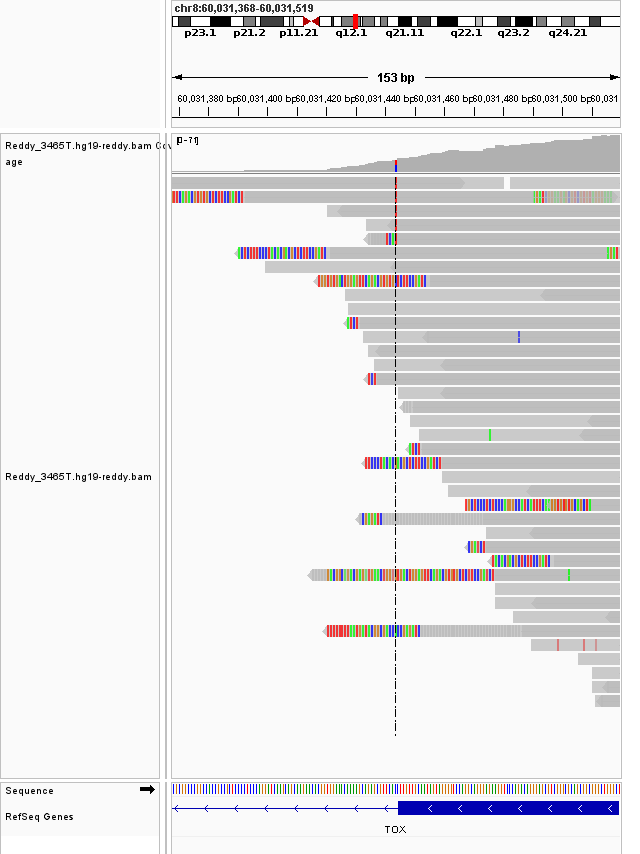 chr8:60,031,368-60,031,519
p23.1 p21.2 p11.21 q12.1 q21.11 q22.1 q23.2 q24.21
153 bp
60,031,380 bp 60,031,400 bp 60,031,420 bp 60,031,440 bp 60,031,460 bp 60,031,480 bp 60,031,500 bp 60,031
Reddy_3465T.hg19-reddy.bam Cov
age
[0-71]
Reddy_3465T.hg19-reddy.bam
Sequence
RefSeq Genes
TOX